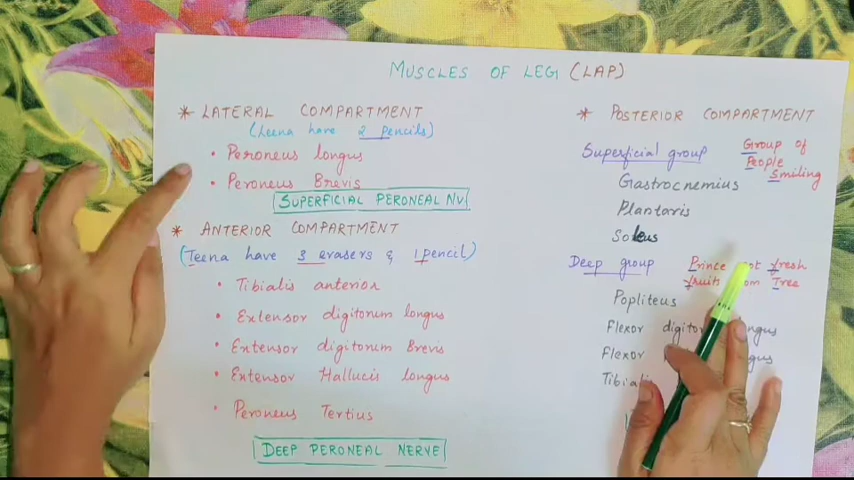 MUSCLES OF LEG (LAP)
* LATERAL COMPARTMENT
(Leena have 2 pencils)
• Peroneus longus
• Peroneus Brevis
SUPERFICIAL PERONEAL NV
* ANTERIOR COMPARTMENT
(Teena have 3 erasers & 1 pencil)
• Tibialis anterior
• Extensor digitorum longus
• Extensor digitorum Brevis
• Extensor Hallucis longus
• Peroneus Tertius
DEEP PERONEAL NERVE
* POSTERIOR COMPARTMENT
Superficial group
Group of
People
Smiling
Gastrocnemius
Plantaris
Soleus
Deep group
Prince fresh
fruit Tree
Popliteus
Flexor
Flexor